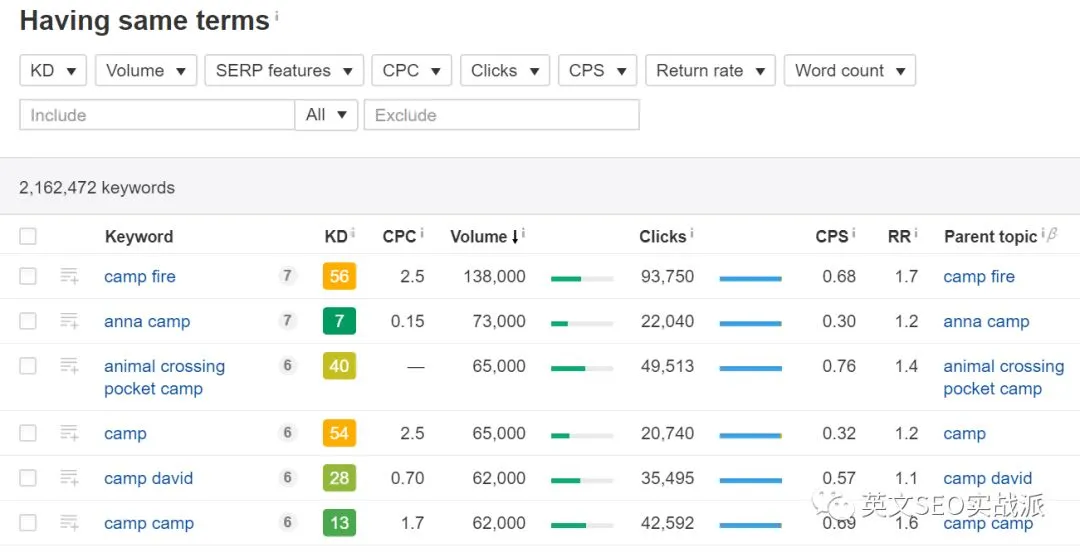 Having same terms i
KD ▼ Volume ▼ SERP features ▼ CPC ▼ Clicks ▼ CPS ▼ Return rate ▼ Word count ▼
Include All ▼ Exclude
2,162,472 keywords
Keyword KD i CPC i Volume ↓ i Clicks i CPS i RR i Parent topic i β
camp fire 7 56 2.5 138,000 93,750 0.68 1.7 camp fire
anna camp 7 7 0.15 73,000 22,040 0.30 1.2 anna camp
animal crossing 6 40 — 65,000 49,513 0.76 1.4 animal crossing
pocket camp pocket camp
camp 6 54 2.5 65,000 20,740 0.32 1.2 camp
camp david 6 28 0.70 62,000 35,495 0.57 1.1 camp david
camp camp 6 13 1.7 62,000 42,592 0.69 1.6 camp camp
英文SEO实战派